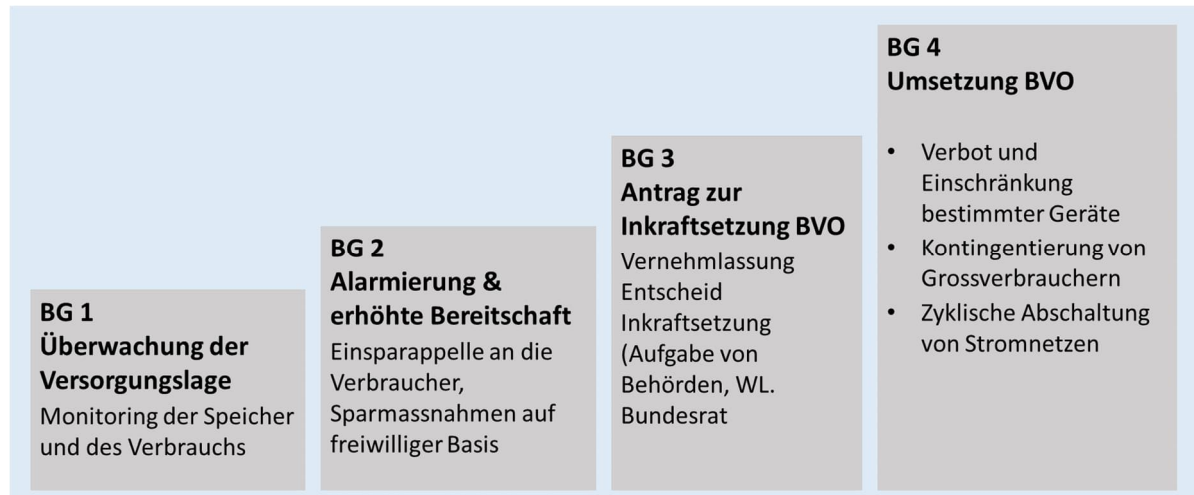 BG 1
Überwachung der
Versorgungslage
Monitoring der Speicher
und des Verbrauchs
BG 2
Alarmierung &
erhöhte Bereitschaft
Einsparappelle an die
Verbraucher,
Sparmassnahmen auf
freiwilliger Basis
BG 3
Antrag zur
Inkraftsetzung BVO
Vernehmlassung
Entscheid
Inkraftsetzung
(Aufgabe von
Behörden, WL.
Bundesrat
BG 4
Umsetzung BVO
• Verbot und
Einschränkung
bestimmter Geräte
• Kontingentierung von
Grossverbrauchern
• Zyklische Abschaltung
von Stromnetzen